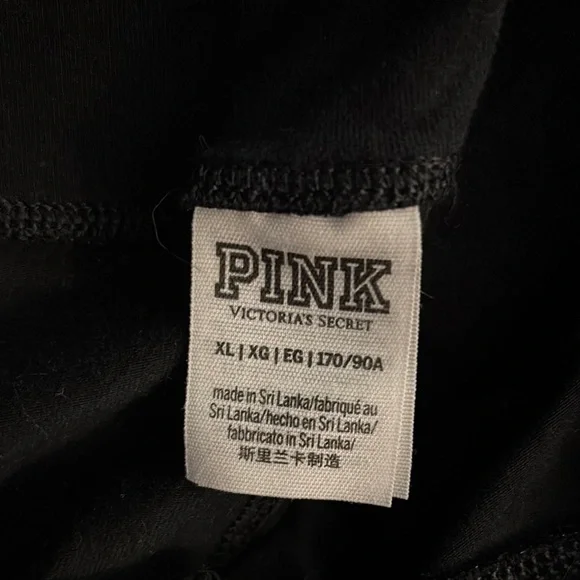 PINK
VICTORIA'S SECRET
XL | XG | EG | 170/90A
made in Sri Lanka/fabriqué au
Sri Lanka/hecho en Sri Lanka/
fabbricato in Sri Lanka/
斯里兰卡制造